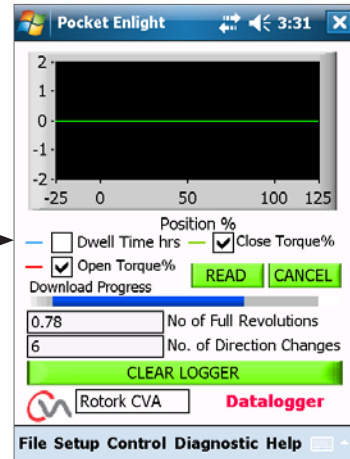 Pocket Enlight 3:31
2
1
0
-1
-2
-25 0 50 100 125
Position %
Dwell Time hrs Close Torque%
Open Torque%
READ CANCEL
Download Progress
0.78 No of Full Revolutions
6 No. of Direction Changes
CLEAR LOGGER
Rotork CVA Datalogger
File Setup Control Diagnostic Help